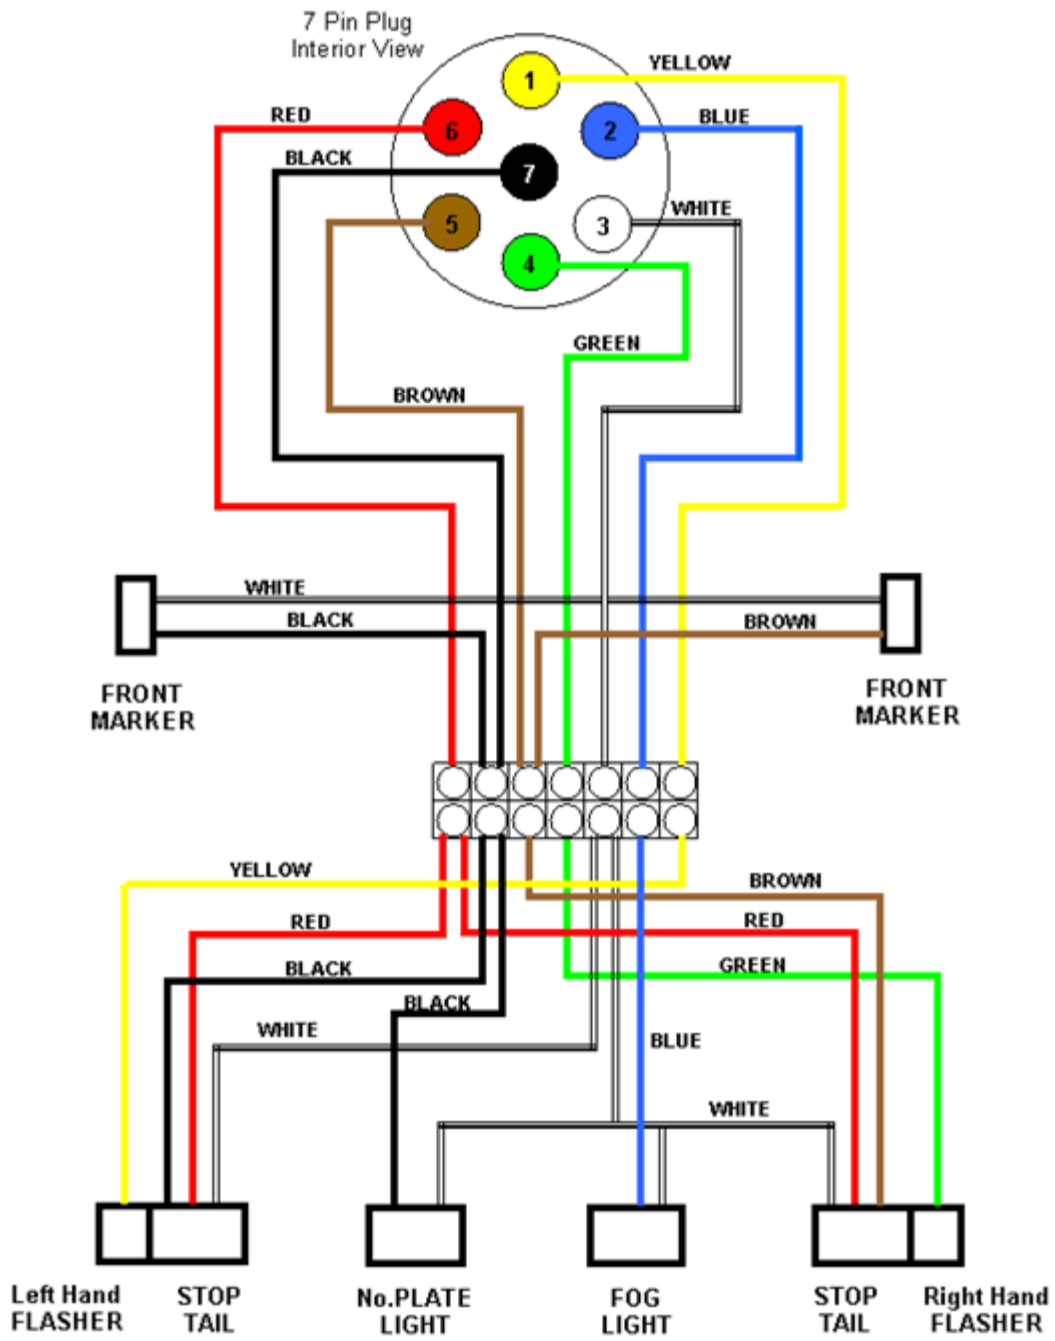 7 Pin Plug
Interior View
YELLOW
1
RED
6
2
BLUE
BLACK
7
5
3
WHITE
4
GREEN
BROWN
WHITE
BLACK
BROWN
FRONT
MARKER
FRONT
MARKER
YELLOW
BROWN
RED
RED
BLACK
GREEN
BLACK
WHITE
BLUE
WHITE
Left Hand
FLASHER
STOP
TAIL
No.PLATE
LIGHT
FOG
LIGHT
STOP
TAIL
Right Hand
FLASHER